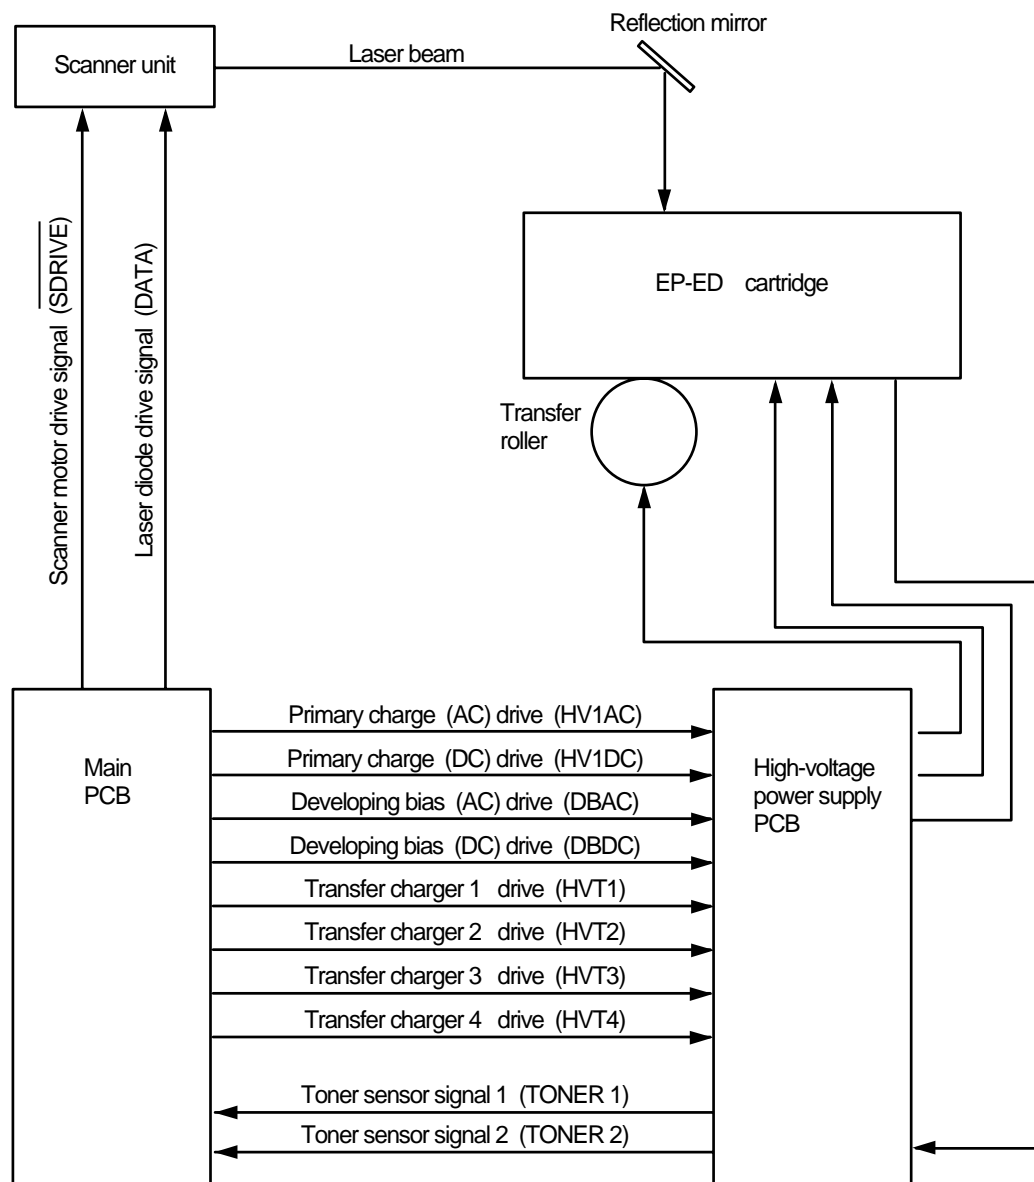 Reflection mirror
Scanner unit
Laser beam
Scanner motor drive signal (SDRIVE)
Laser diode drive signal (DATA)
EP-ED cartridge
Transfer
roller
Main
PCB
Primary charge (AC) drive (HV1AC)
Primary charge (DC) drive (HV1DC)
Developing bias (AC) drive (DBAC)
Developing bias (DC) drive (DBDC)
Transfer charger 1 drive (HVT1)
Transfer charger 2 drive (HVT2)
Transfer charger 3 drive (HVT3)
Transfer charger 4 drive (HVT4)
Toner sensor signal 1 (TONER 1)
Toner sensor signal 2 (TONER 2)
High-voltage
power supply
PCB